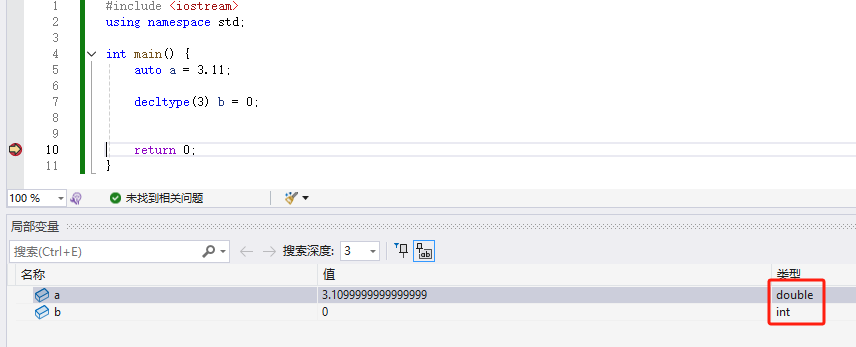 1 #include <iostream>
2 using namespace std;
3
4 int main() {
5 auto a = 3.11;
6
7 decltype(3) b = 0;
8
9
10 return 0;
11 }
100 % 未找到相关问题
局部变量
搜索(Ctrl+E) 搜索深度: 3
名称 值 类型
a 3.1099999999999999 double
b 0 int